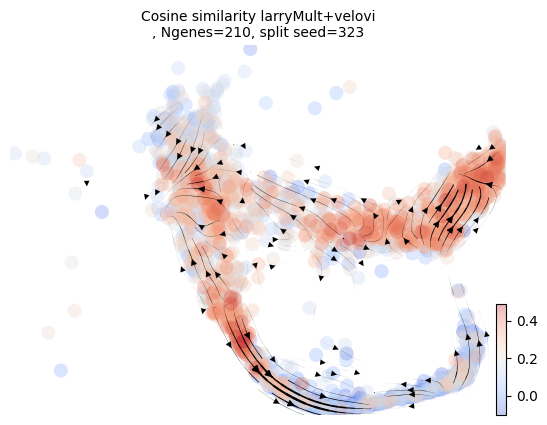 Cosine similarity larryMult+velovi
, Ngenes=210, split seed=323
0.4
0.2
0.0